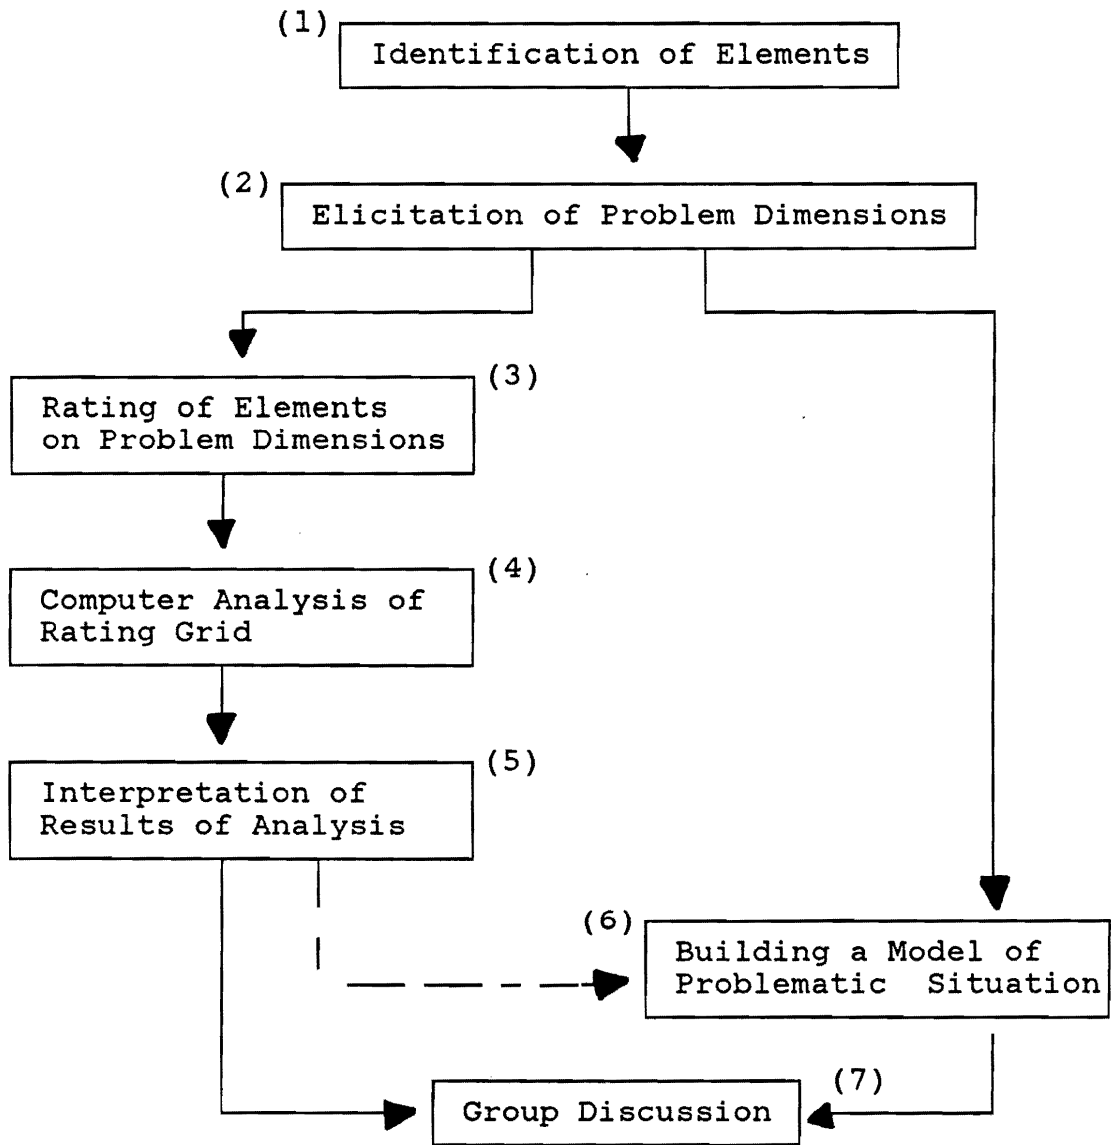 (1)
Identification of Elements
(2)
Elicitation of Problem Dimensions
(3)
Rating of Elements
on Problem Dimensions
(4)
Computer Analysis of
Rating Grid
(5)
Interpretation of
Results of Analysis
(6)
Building a Model of
Problematic Situation
(7)
Group Discussion